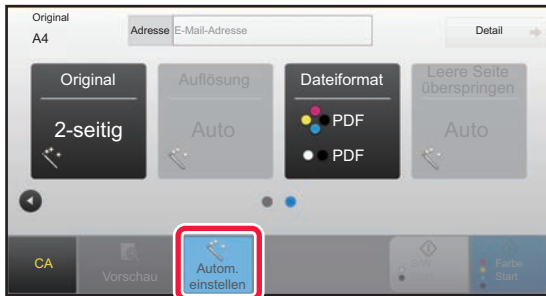 Original
A4
Adresse E-Mail-Adresse
Detail
Original
2-seitig
Auflösung
Auto
Dateiformat
PDF
PDF
Leere Seite
überspringen
Auto
CA
Vorschau
Autom.
einstellen
S/W
Start
Farbe
Start